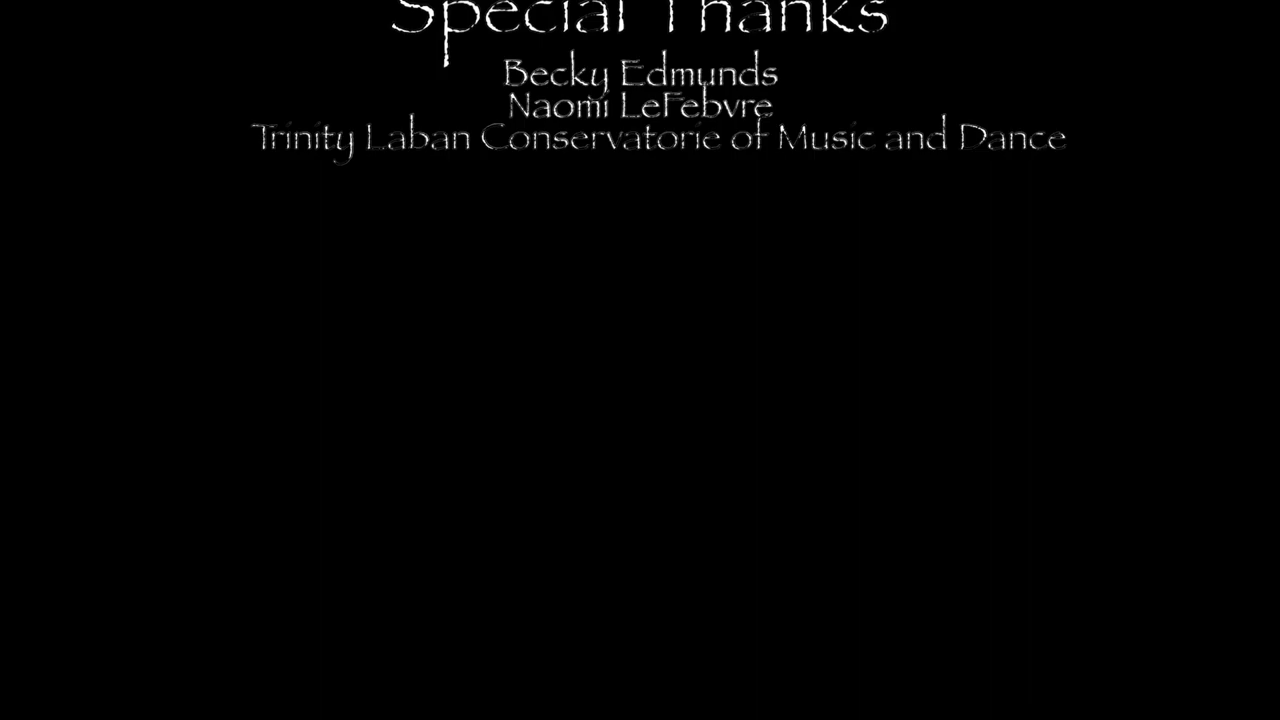 Special Thanks
Becky Edmunds
Naomi LeFebvre
Trinity Laban Conservatorie of Music and Dance